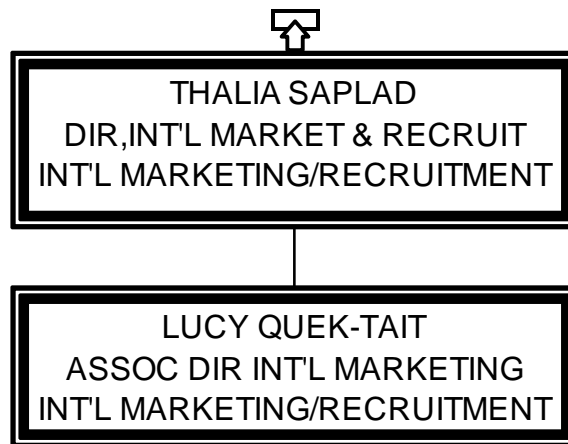 THALIA SAPLAD
DIR,INT'L MARKET & RECRUIT
INT'L MARKETING/RECRUITMENT
LUCY QUEK-TAIT
ASSOC DIR INT'L MARKETING
INT'L MARKETING/RECRUITMENT